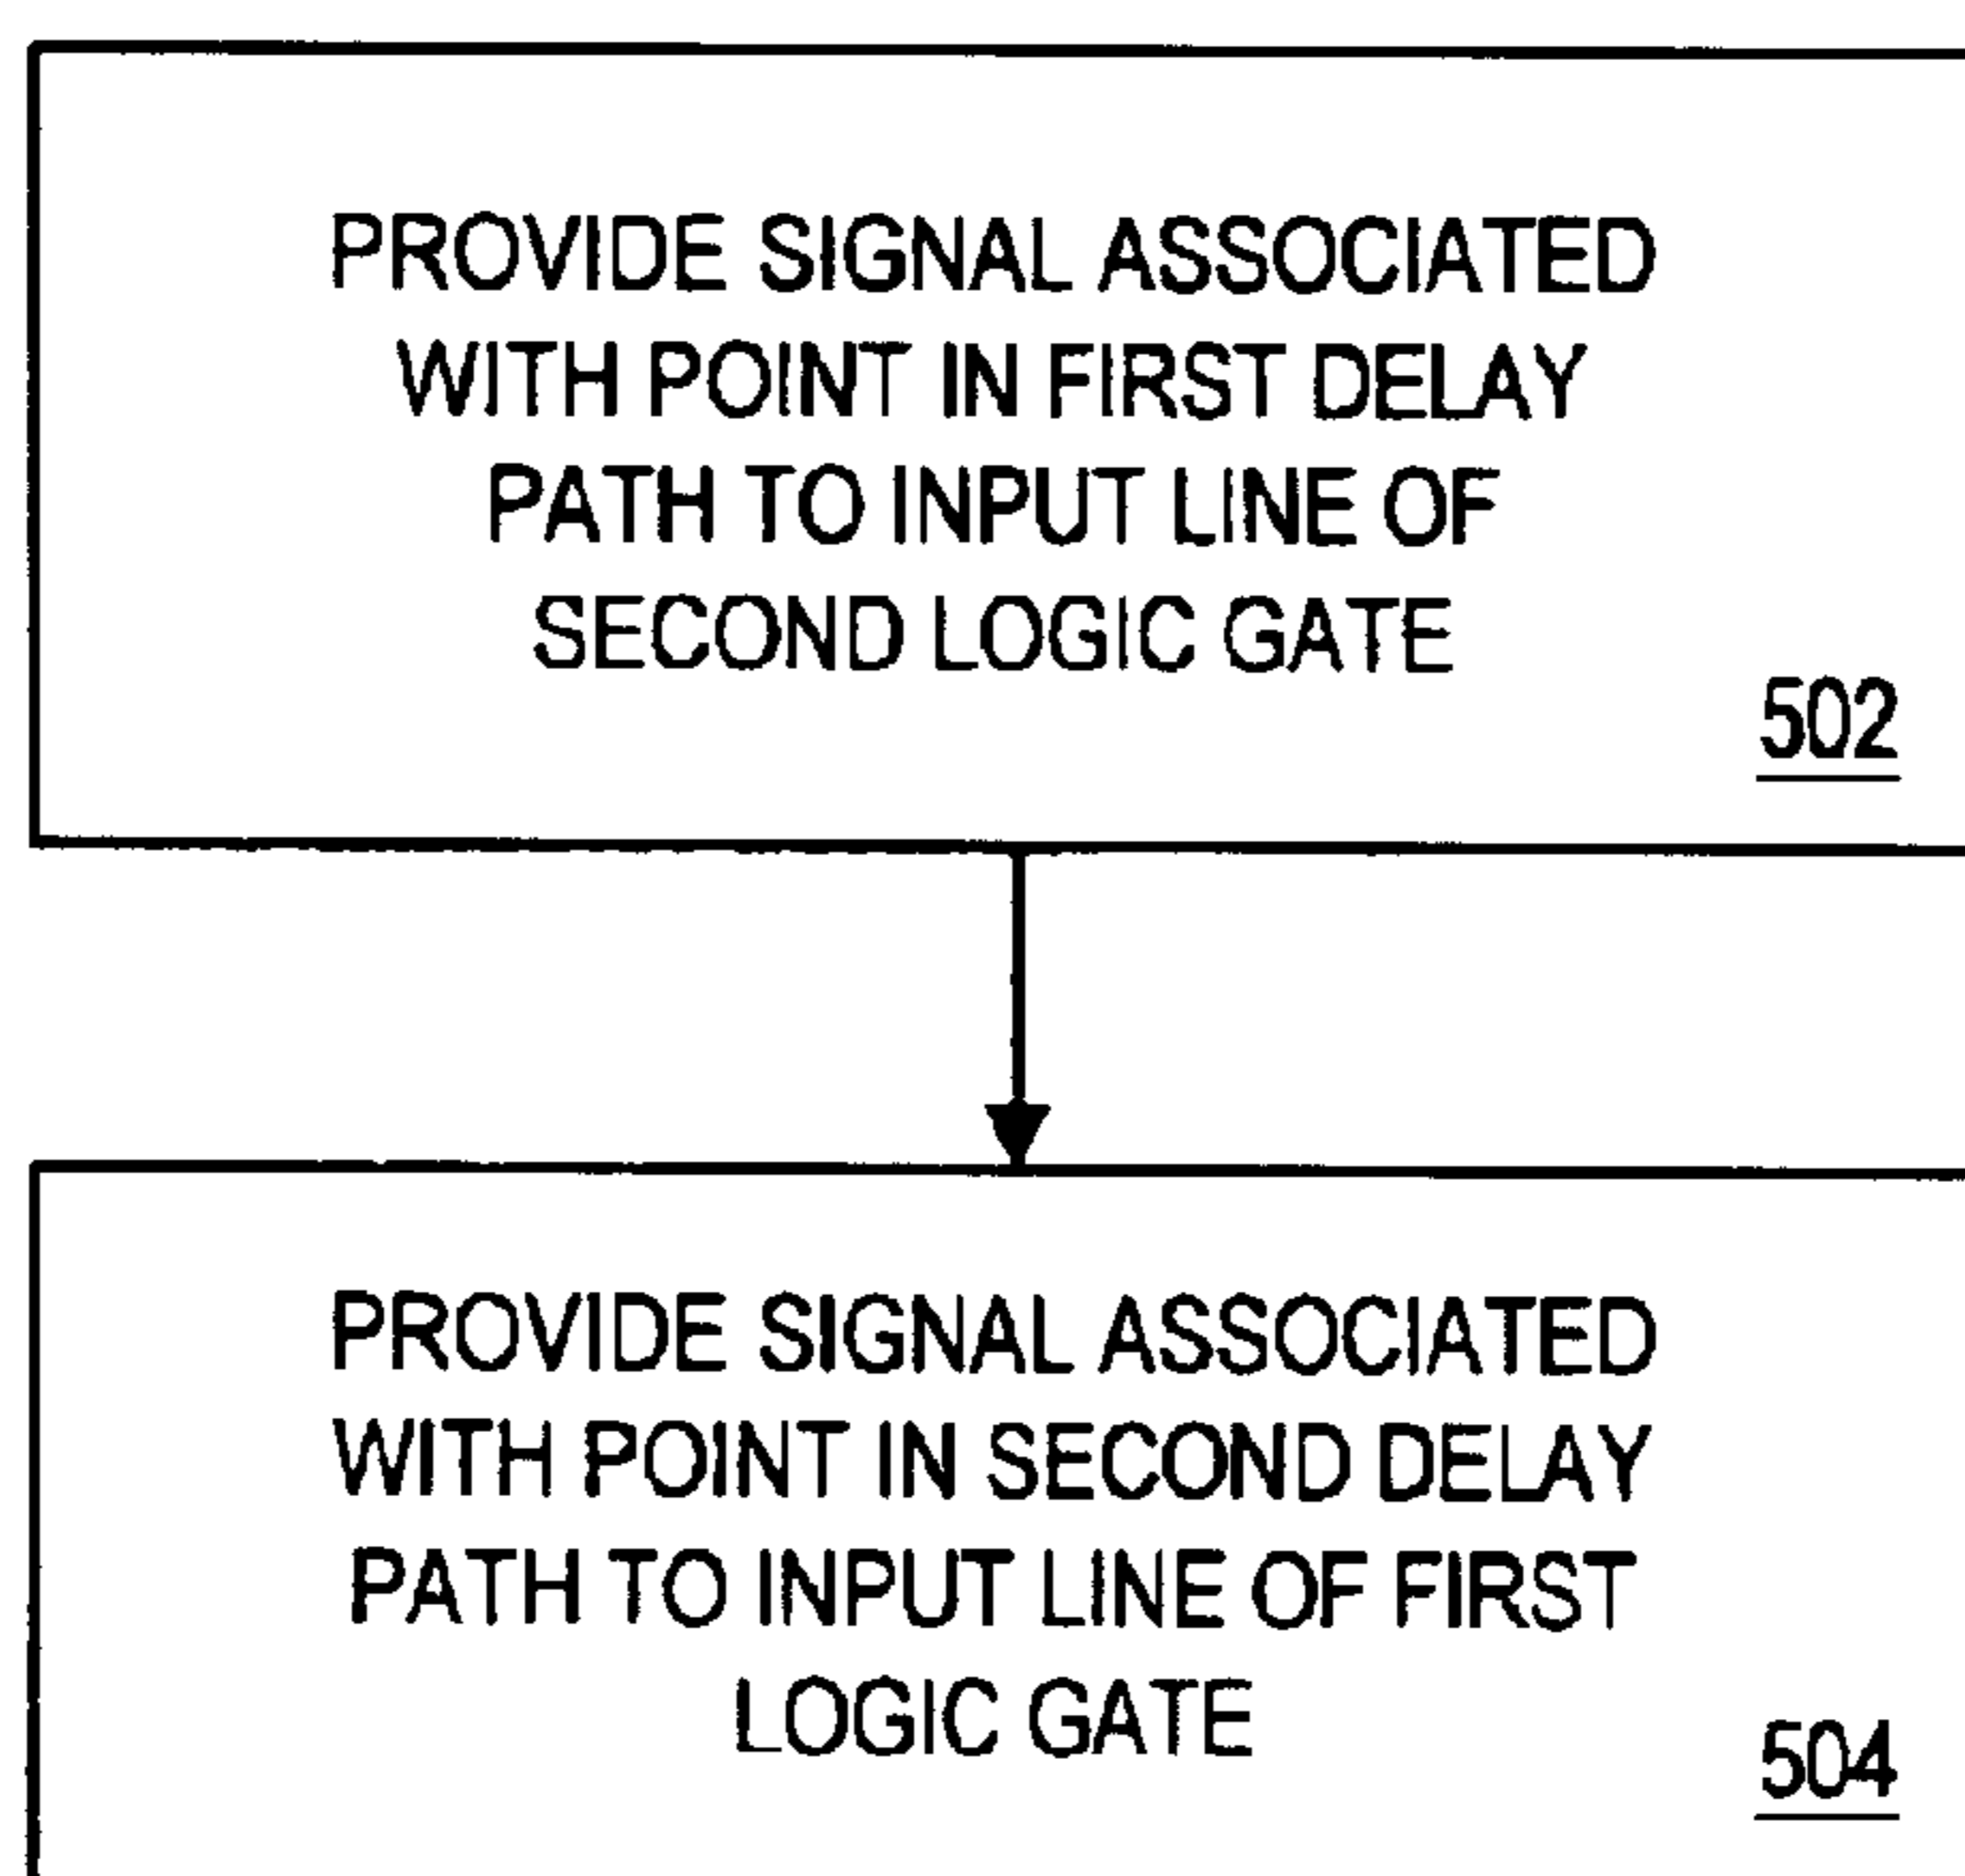 PROVIDE SIGNAL ASSOCIATED
WITH POINT IN FIRST DELAY
PATH TO INPUT LINE OF
SECOND LOGIC GATE
502
PROVIDE SIGNAL ASSOCIATED
WITH POINT IN SECOND DELAY
PATH TO INPUT LINE OF FIRST
LOGIC GATE
504